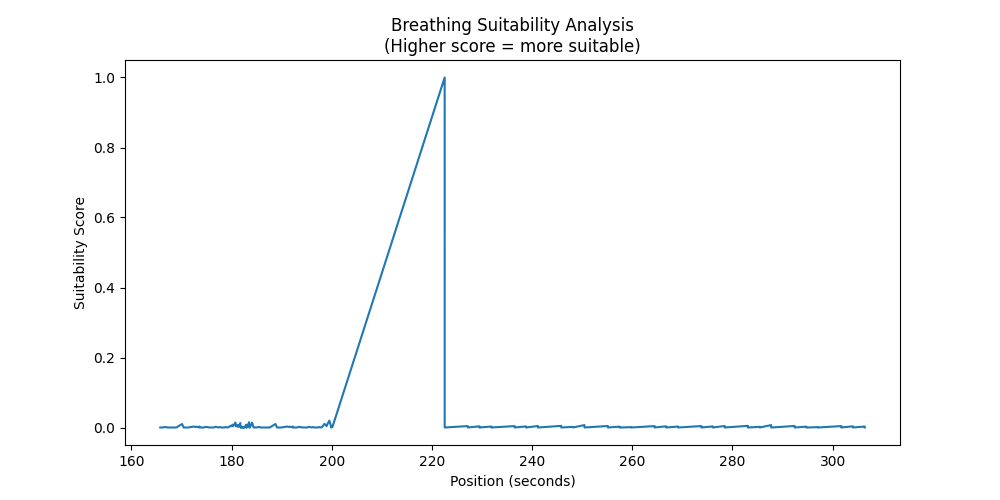 Breathing Suitability Analysis
(Higher score = more suitable)
1.0
0.8
0.6
0.4
0.2
0.0
Suitability Score
160 180 200 220 240 260 280 300
Position (seconds)